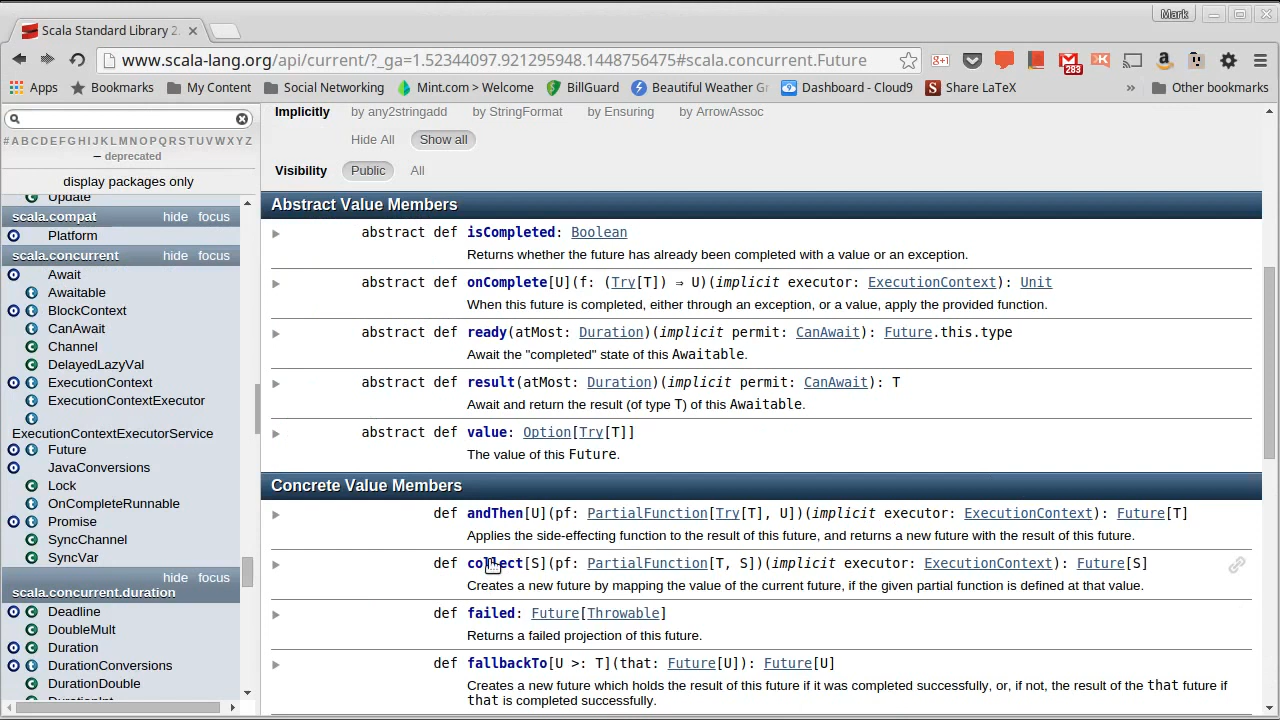 Mark
Scala Standard Library 2
www.scala-lang.org/api/current/?_ga=1.52344097.921295948.1448756475#scala.concurrent.Future
283
Apps Bookmarks My Content Social Networking Mint.com > Welcome BillGuard Beautiful Weather Gr Dashboard - Cloud9 Share LaTeX » Other bookmarks
#ABCDEFGHIJKLMNOPQRSTUVWXYZ
– deprecated
display packages only
Update
scala.compat hide focus
Platform
scala.concurrent hide focus
Await
Awaitable
BlockContext
CanAwait
Channel
DelayedLazyVal
ExecutionContext
ExecutionContextExecutor
ExecutionContextExecutorService
Future
JavaConversions
Lock
OnCompleteRunnable
Promise
SyncChannel
SyncVar
hide focus
scala.concurrent.duration
Deadline
DoubleMult
Duration
DurationConversions
DurationDouble
DurationInt
Implicitly by any2stringadd by StringFormat by Ensuring by ArrowAssoc
Hide All Show all
Visibility Public All
Abstract Value Members
abstract def isCompleted: Boolean
Returns whether the future has already been completed with a value or an exception.
abstract def onComplete[U](f: (Try[T]) ⇒ U)(implicit executor: ExecutionContext): Unit
When this future is completed, either through an exception, or a value, apply the provided function.
abstract def ready(atMost: Duration)(implicit permit: CanAwait): Future.this.type
Await the "completed" state of this Awaitable.
abstract def result(atMost: Duration)(implicit permit: CanAwait): T
Await and return the result (of type T) of this Awaitable.
abstract def value: Option[Try[T]]
The value of this Future.
Concrete Value Members
def andThen[U](pf: PartialFunction[Try[T], U])(implicit executor: ExecutionContext): Future[T]
Applies the side-effecting function to the result of this future, and returns a new future with the result of this future.
def collect[S](pf: PartialFunction[T, S])(implicit executor: ExecutionContext): Future[S]
Creates a new future by mapping the value of the current future, if the given partial function is defined at that value.
def failed: Future[Throwable]
Returns a failed projection of this future.
def fallbackTo[U >: T](that: Future[U]): Future[U]
Creates a new future which holds the result of this future if it was completed successfully, or, if not, the result of the that future if
that is completed successfully.